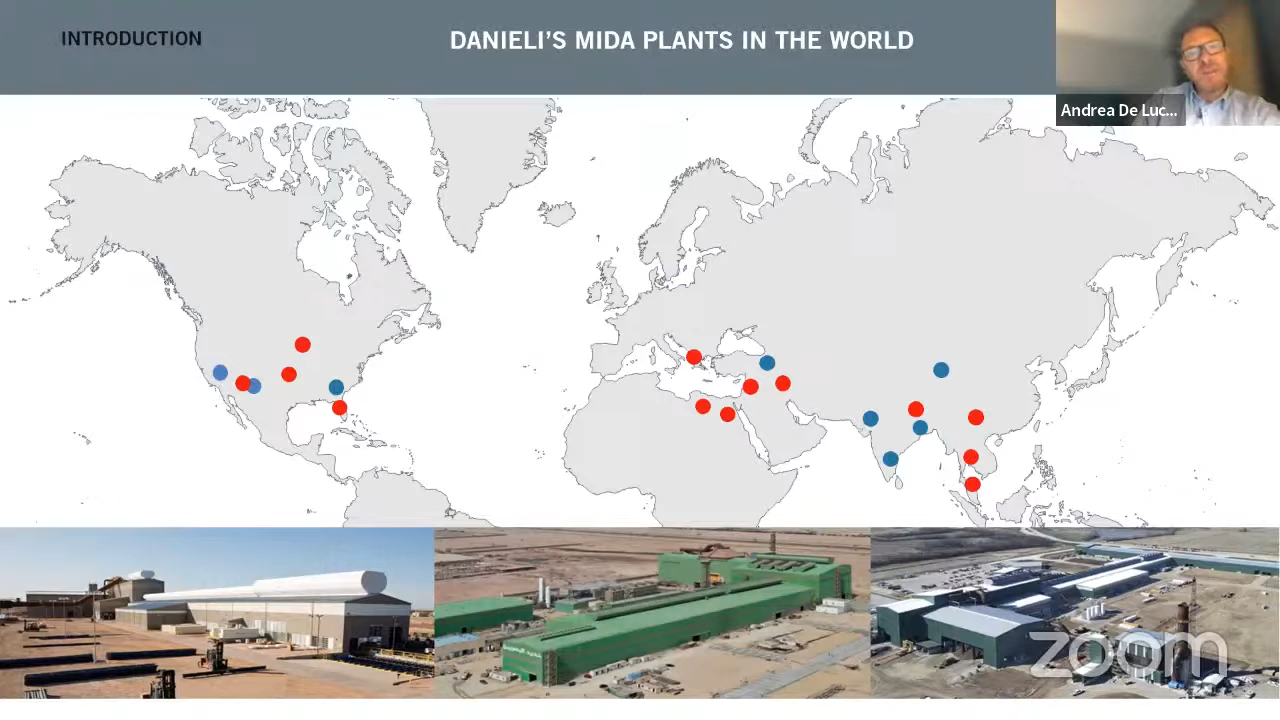 INTRODUCTION
DANIELI'S MIDA PLANTS IN THE WORLD
Andrea De Luc...
zoom